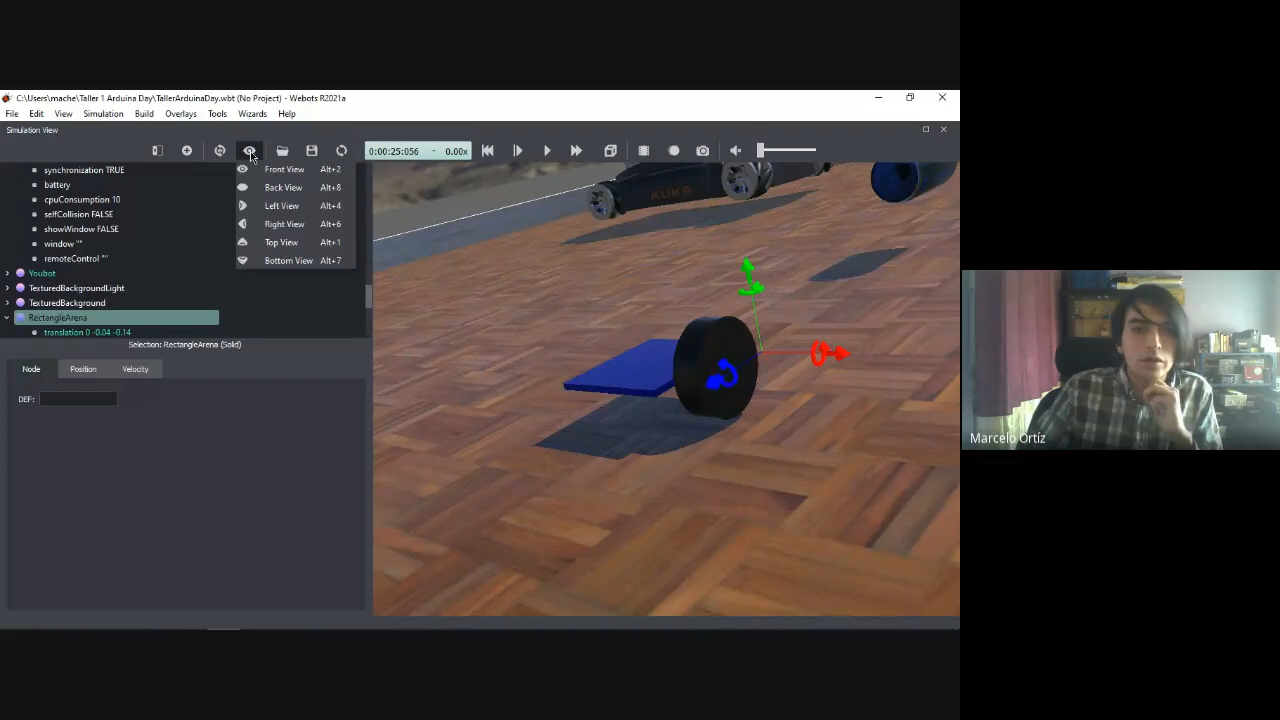 C:\Users\mache\Taller 1 Arduina Day\TallerArduinaDay.wbt (No Project) - Webots R2021a
File Edit View Simulation Build Overlays Tools Wizards Help
Simulation View
0:00:25:056 - 0.00x
synchronization TRUE
battery
cpuConsumption 10
selfCollision FALSE
showWindow FALSE
window ""
remoteControl ""
Youbot
TexturedBackgroundLight
TexturedBackground
RectangleArena
translation 0 -0.04 -0.14
Front View Alt+2
Back View Alt+8
Left View Alt+4
Right View Alt+6
Top View Alt+1
Bottom View Alt+7
KUKA
Selection: RectangleArena (Solid)
Node Position Velocity
DEF:
Marcelo Ortíz